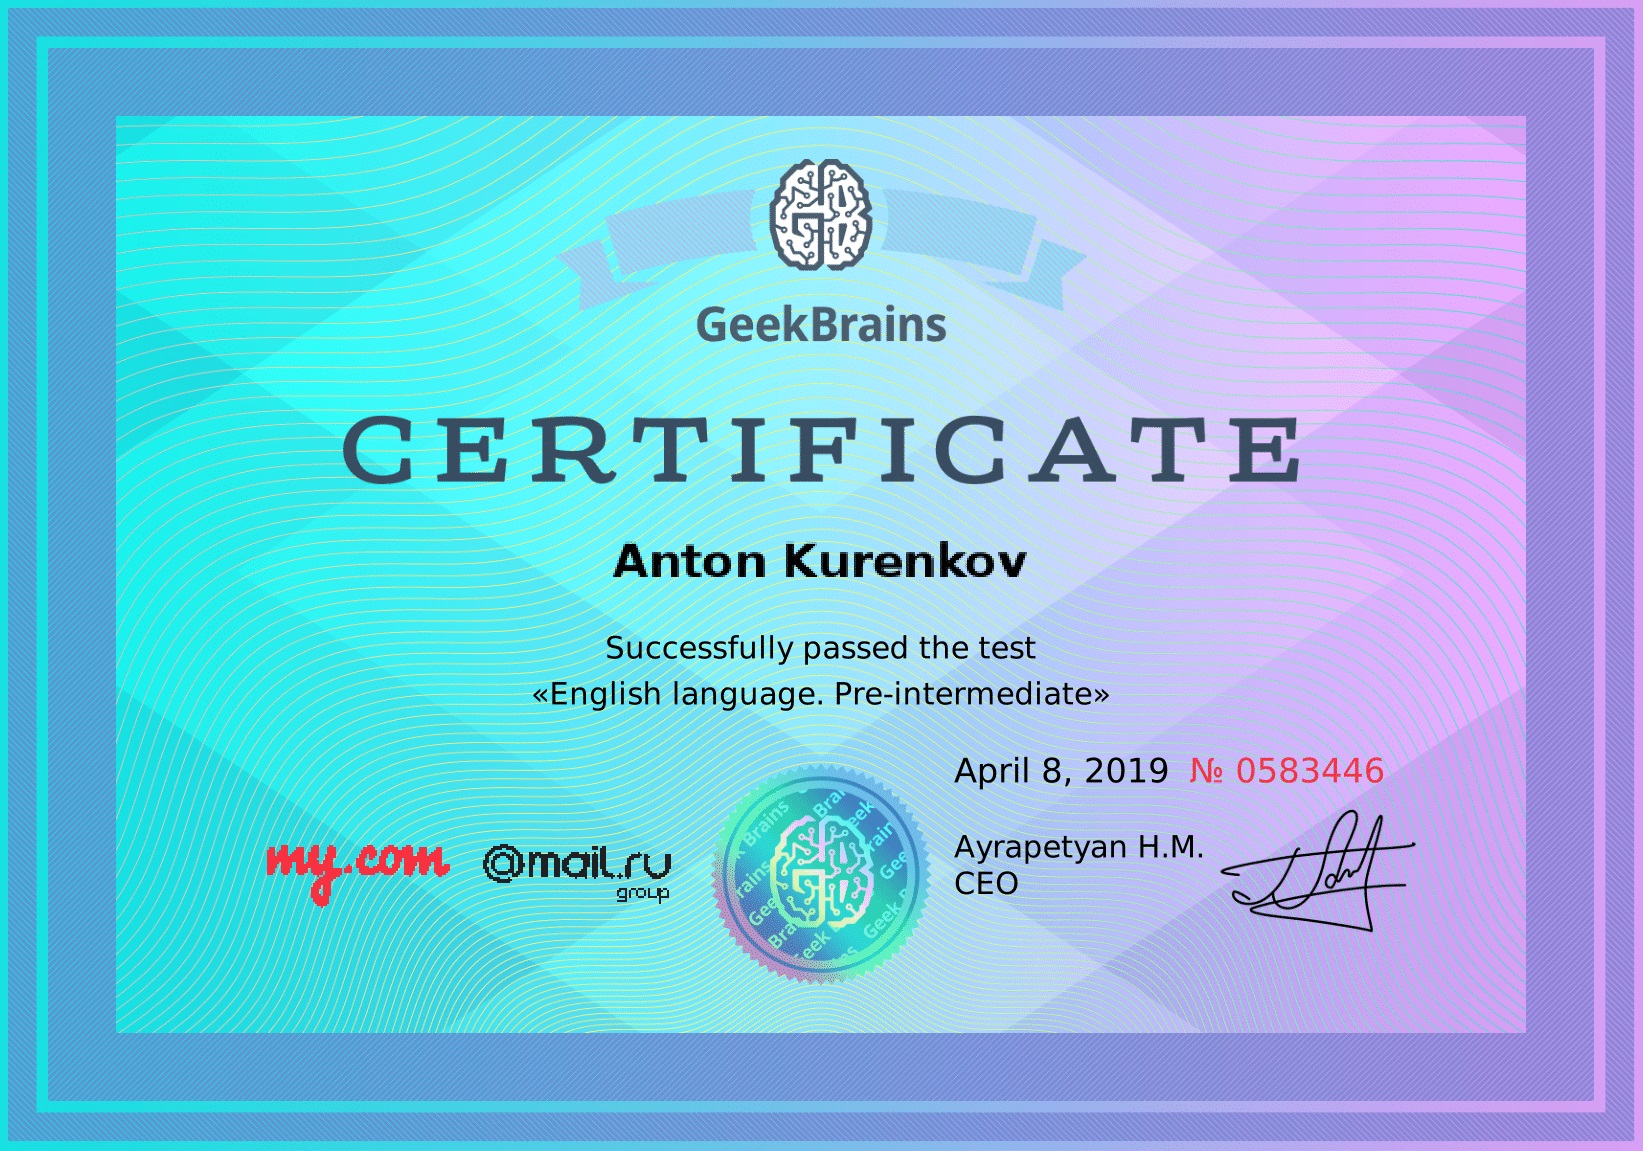 GeekBrains
CERTIFICATE
Anton Kurenkov
Successfully passed the test
«English language. Pre-intermediate»
April 8, 2019 № 0583446
my.com
@mail.ru
group
Ayrapetyan H.M.
CEO